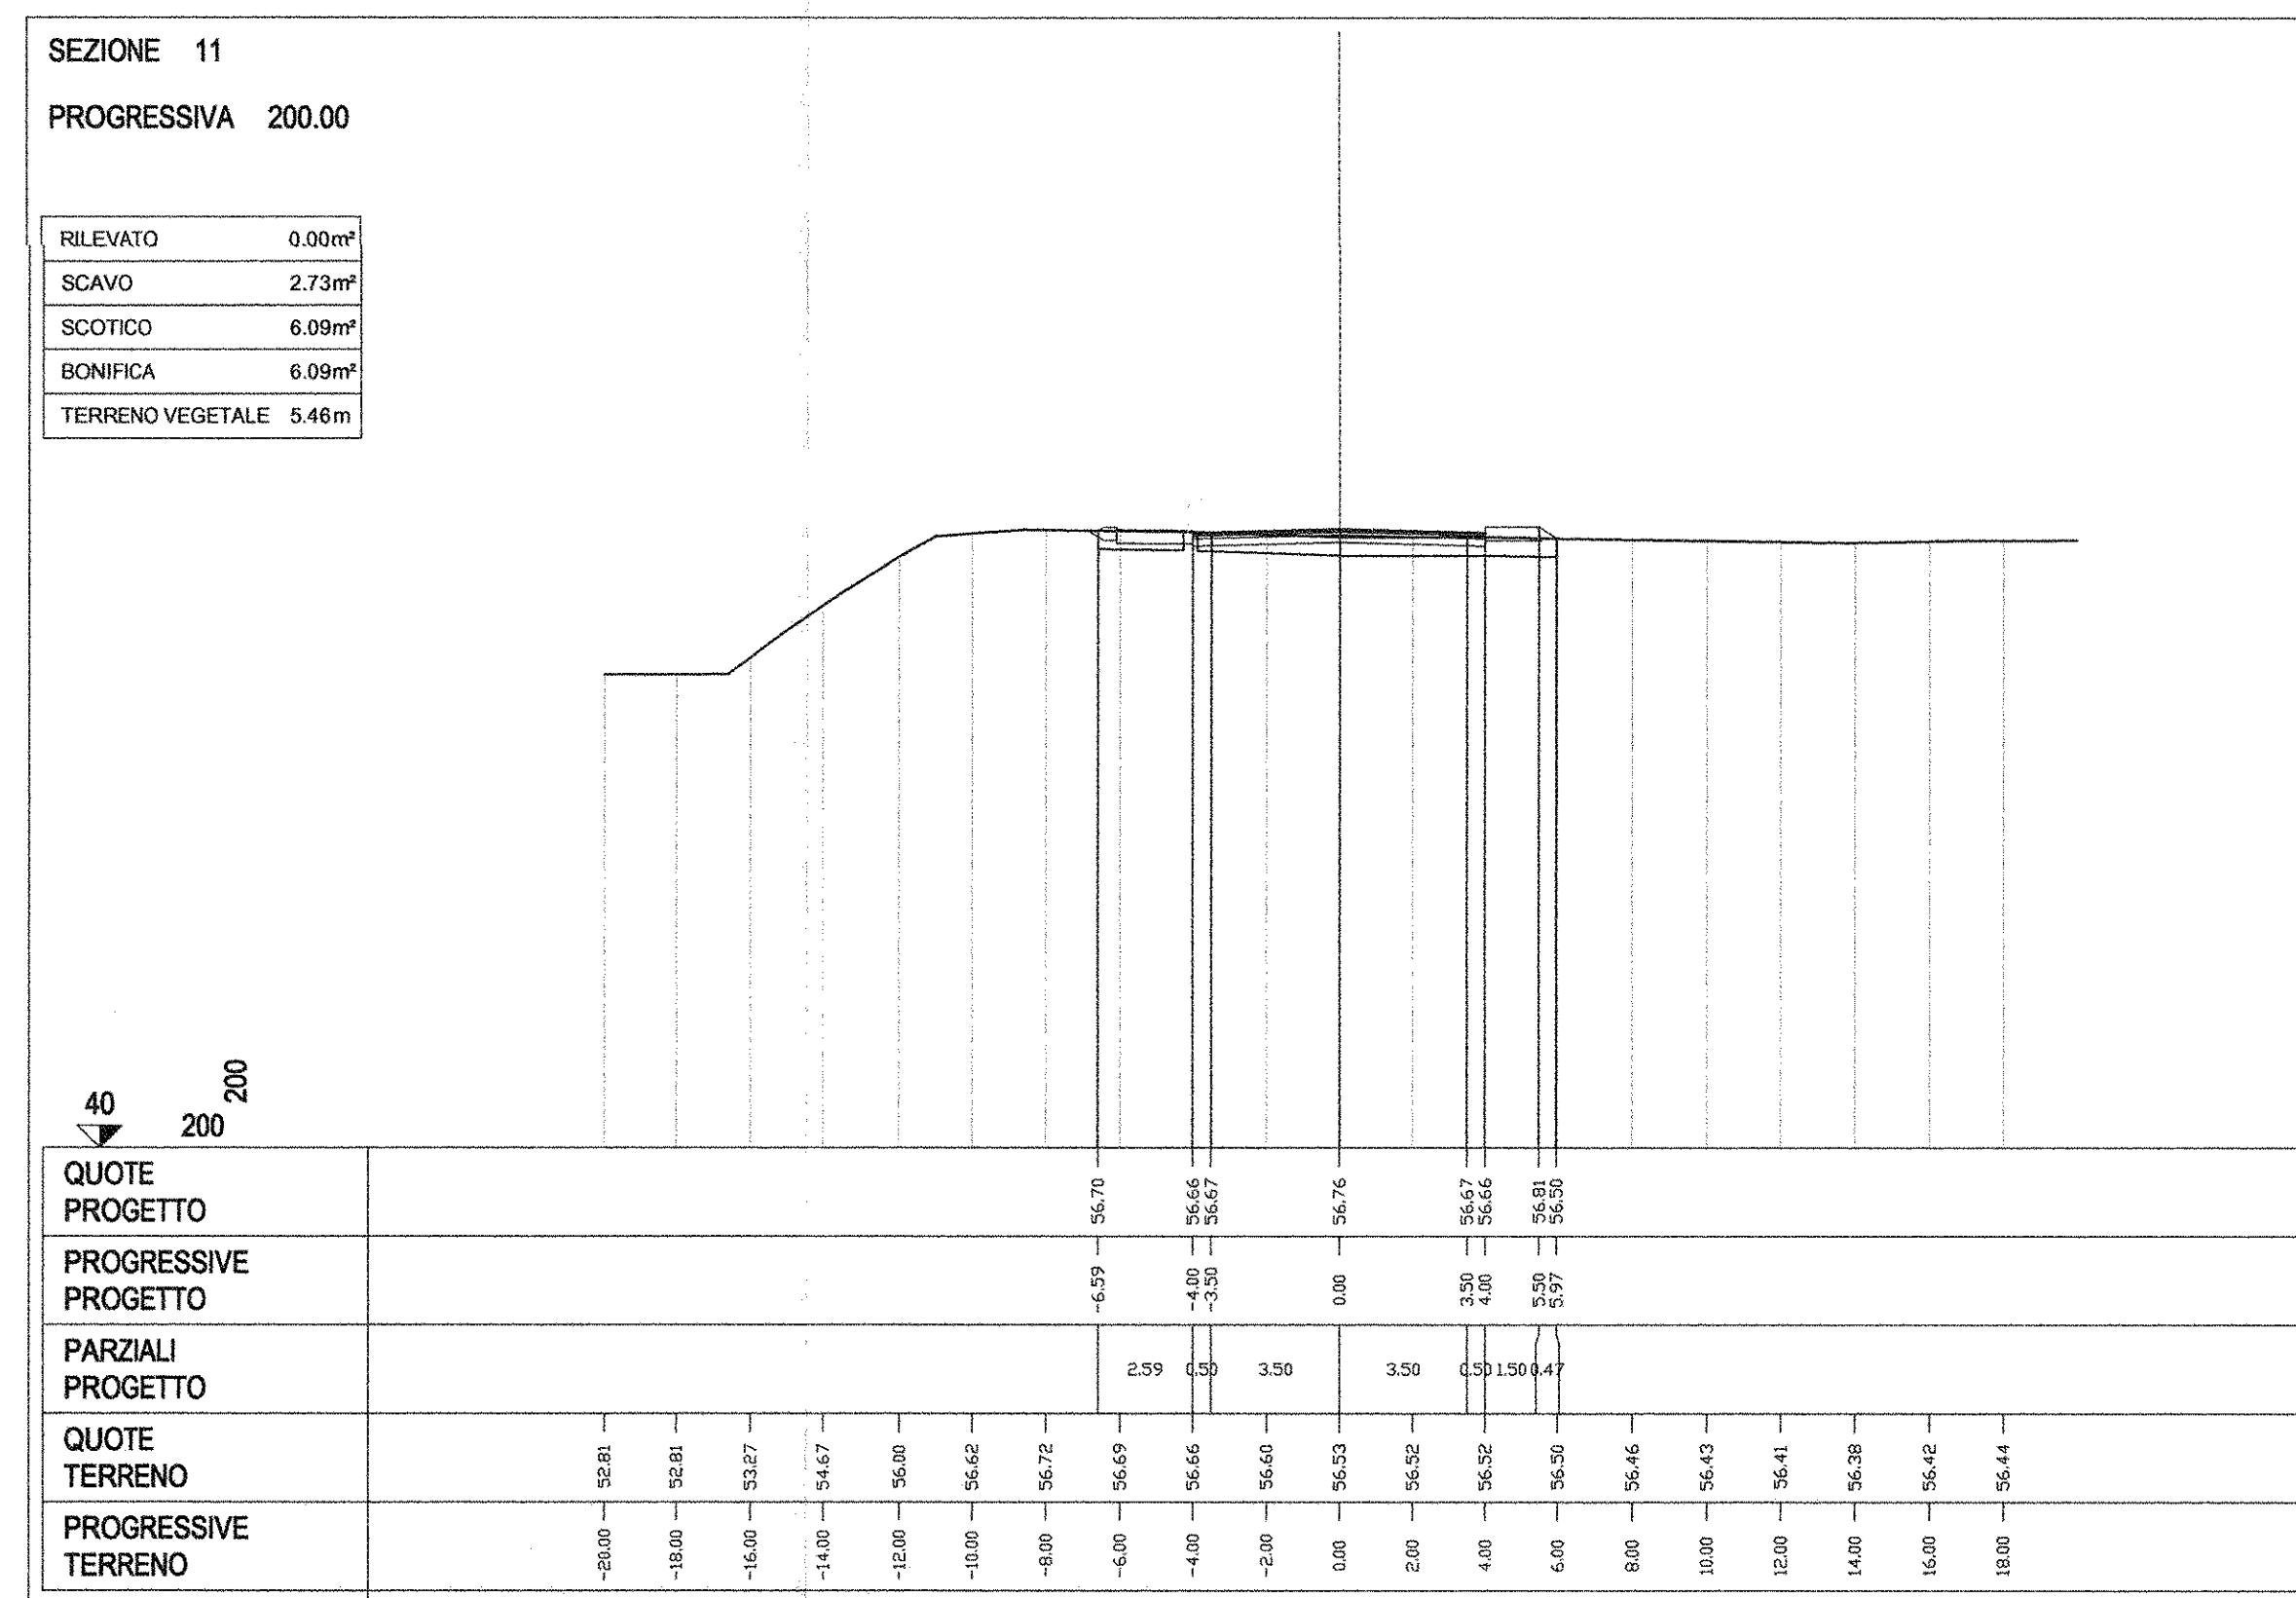 SEZIONE 11
PROGRESSIVA 200.00
RILEVATO 0.00m²
SCAVO 2.73m²
SCOTICO 6.09m²
BONIFICA 6.09m²
TERRENO VEGETALE 5.46m
200
40
200
QUOTE
PROGETTO
56.70 56.66 56.67 56.76 56.67 56.66 56.81 56.50
PROGRESSIVE
PROGETTO
-6.59 -4.00 -3.50 0.00 3.50 4.00 5.50 5.97
PARZIALI
PROGETTO
2.59 0.50 3.50 3.50 0.50 1.50 0.47
QUOTE
TERRENO
52.81 52.81 53.27 54.67 56.00 56.62 56.72 56.69 56.66 56.60 56.53 56.52 56.52 56.50 56.46 56.43 56.41 56.38 56.42 56.44
PROGRESSIVE
TERRENO
-20.00 -18.00 -16.00 -14.00 -12.00 -10.00 -8.00 -6.00 -4.00 -2.00 0.00 2.00 4.00 6.00 8.00 10.00 12.00 14.00 16.00 18.00